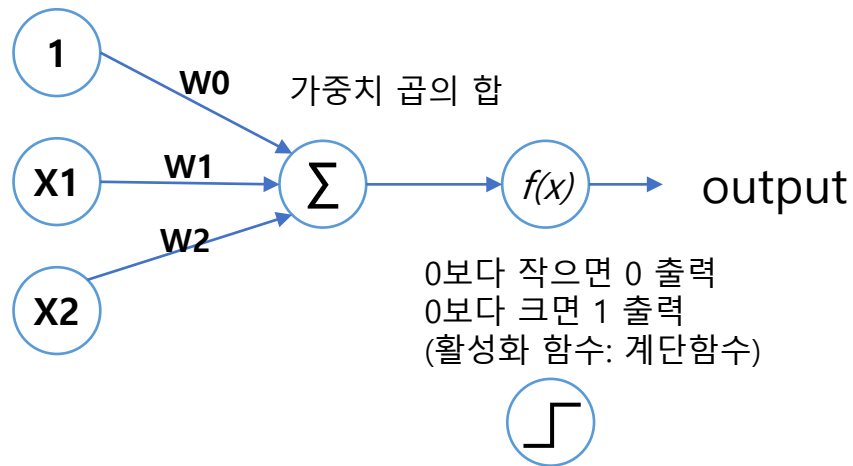 1
W0
가중치 곱의 합
X1
W1
∑
f(x)
output
W2
X2
0보다 작으면 0 출력
0보다 크면 1 출력
(활성화 함수: 계단함수)